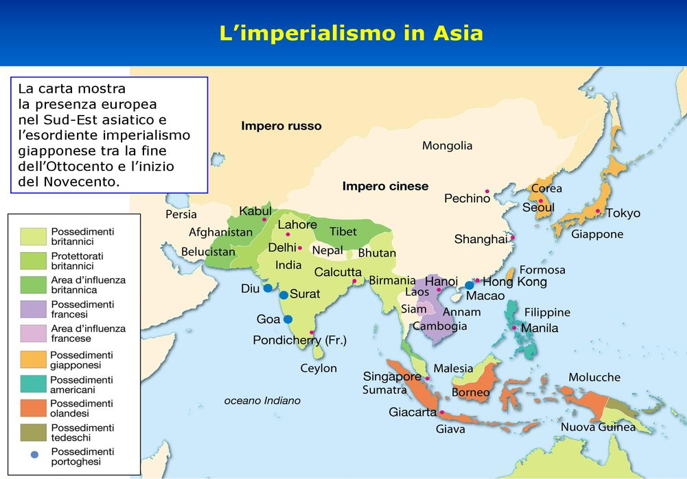 L'imperialismo in Asia
La carta mostra
la presenza europea
nel Sud-Est asiatico e
l'esordiente imperialismo
giapponese tra la fine
dell'Ottocento e l'inizio
del Novecento.
Impero russo
Mongolia
Impero cinese
Pechino
Corea
Seoul
Tokyo
Giappone
Persia
Kabul
Afghanistan
Lahore
Tibet
Shanghai
Belucistan
Delhi
Nepal
Bhutan
India
Calcutta
Birmania
Hanoi
Hong Kong
Formosa
Diu
Surat
Laos
Macao
Goa
Siam
Annam
Filippine
Pondicherry (Fr.)
Cambogia
Manila
Ceylon
Singapore
Malesia
Molucche
Sumatra
Borneo
oceano Indiano
Giacarta
Giava
Nuova Guinea
Possedimenti
britannici
Protettorati
britannici
Area d'influenza
britannica
Possedimenti
francesi
Area d'influenza
francese
Possedimenti
giapponesi
Possedimenti
americani
Possedimenti
olandesi
Possedimenti
tedeschi
Possedimenti
portoghesi